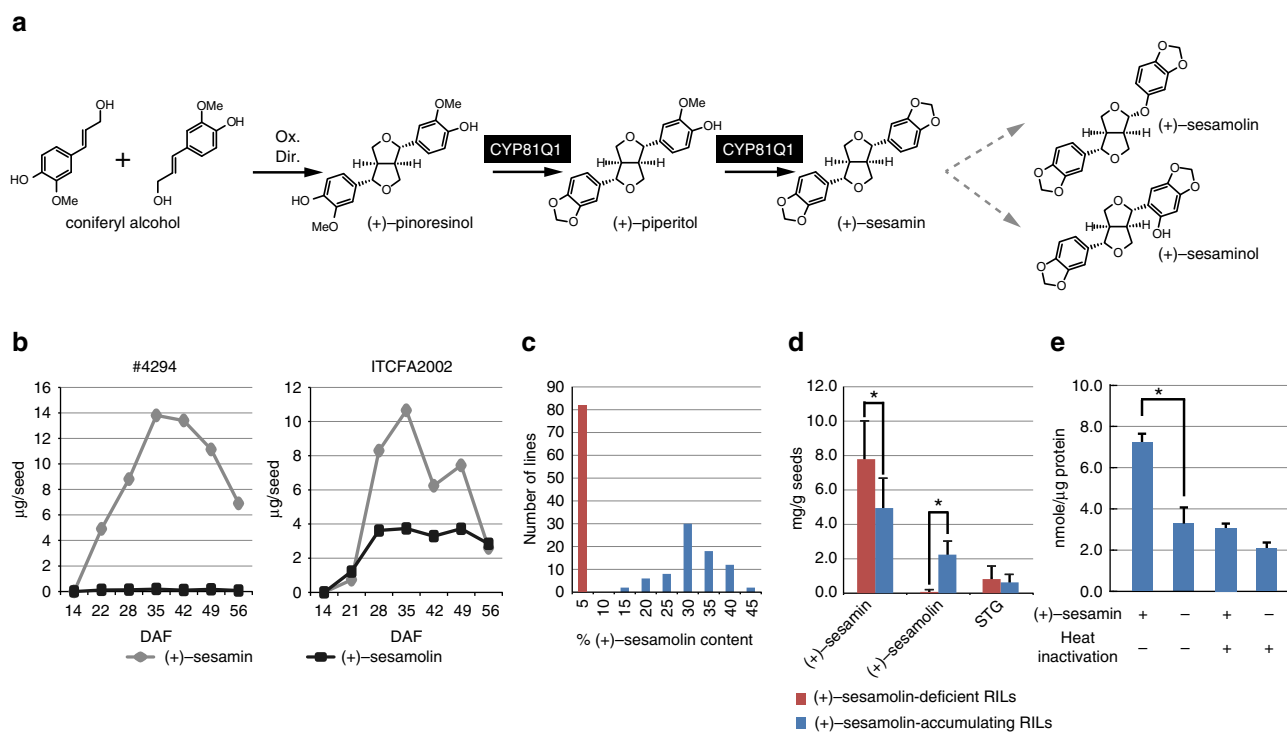 a
OH
HO
OMe
+
OMe
OH
OH
coniferyl alcohol
Ox.
Dir.
OMe
OH
O
H
H
O
HO
MeO
(+)–pinoresinol
CYP81Q1
OMe
OH
O
H
H
O
O
O
(+)–piperitol
CYP81Q1
O
O
O
H
H
O
O
O
(+)–sesamin
O
O
O
O
H
H
O
O
O
(+)–sesamolin
O
O
O
H
H
OH
O
O
O
(+)–sesaminol
b
#4294
µg/seed
16
14
12
10
8
6
4
2
0
14 22 28 35 42 49 56
DAF
ITCFA2002
µg/seed
12
10
8
6
4
2
0
14 21 28 35 42 49 56
DAF
(+)–sesamin
(+)–sesamolin
c
Number of lines
90
80
70
60
50
40
30
20
10
0
5 10 15 20 25 30 35 40 45
% (+)–sesamolin content
d
mg/g seeds
12.0
10.0
8.0
6.0
4.0
2.0
0.0
*
*
(+)–sesamin
(+)–sesamolin
STG
(+)–sesamolin-deficient RILs
(+)–sesamolin-accumulating RILs
e
nmole/µg protein
10.0
8.0
6.0
4.0
2.0
0.0
*
(+)–sesamin + – + –
Heat
inactivation – – + +